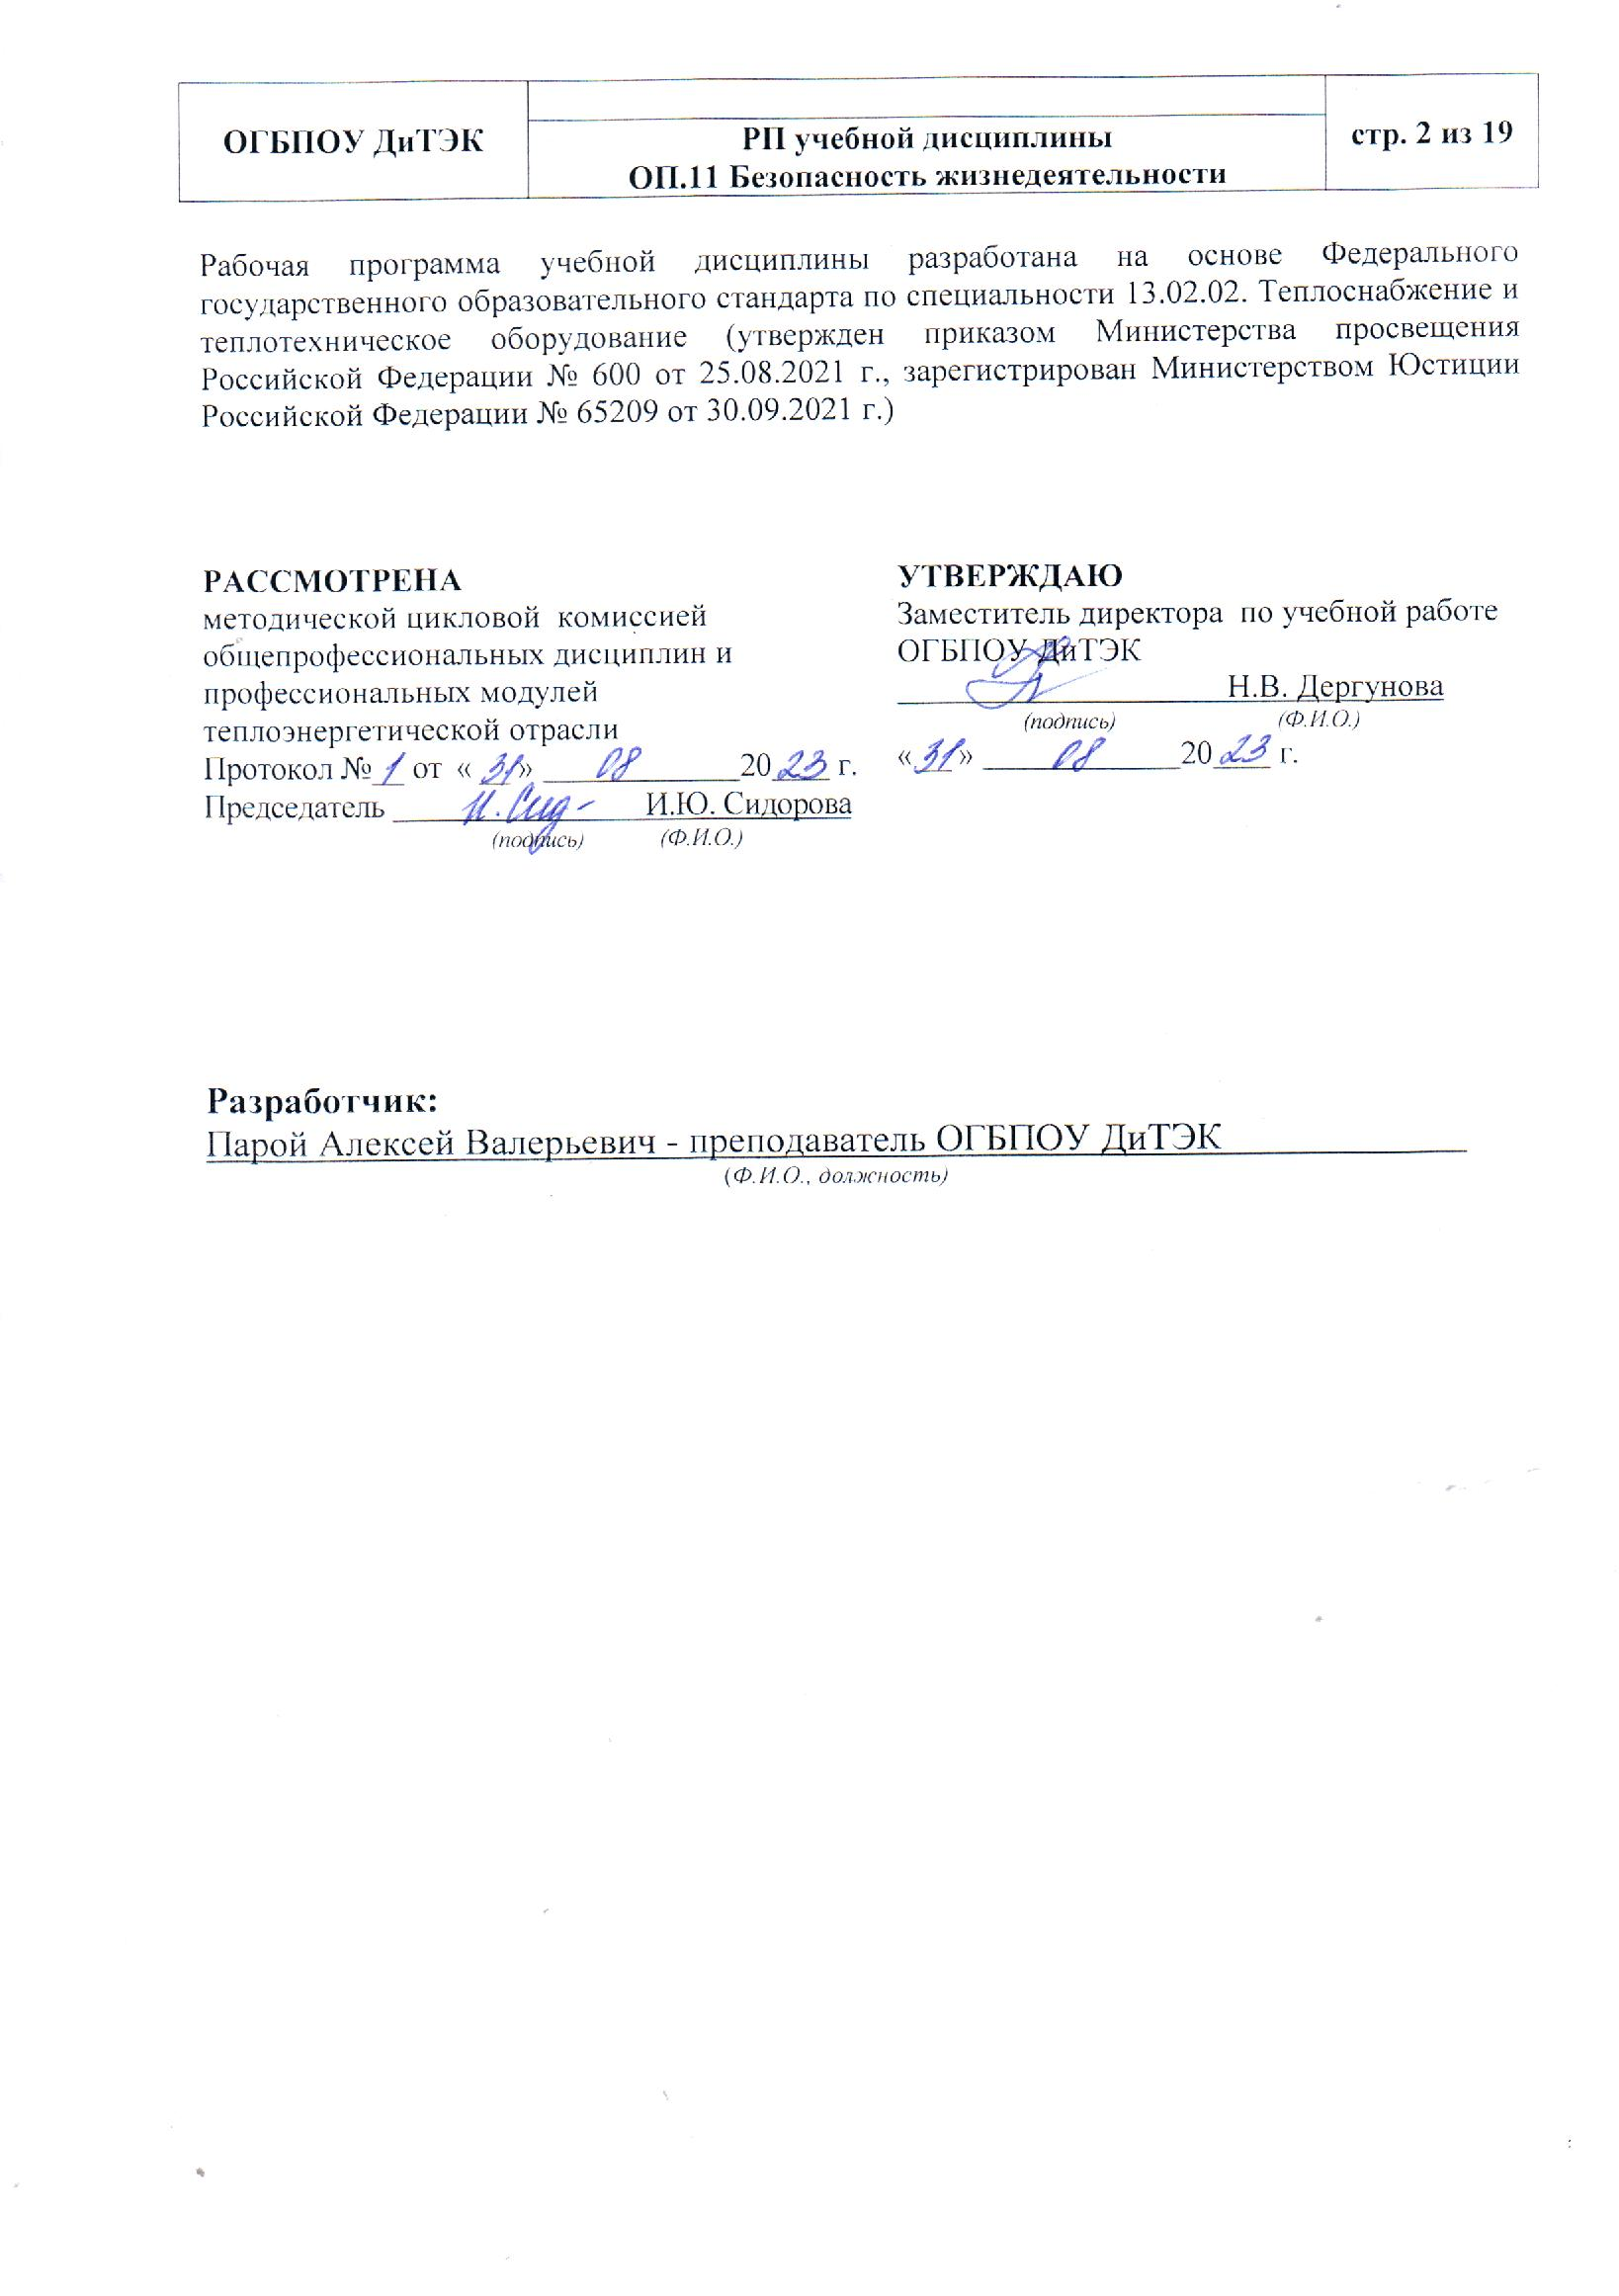 ОГБПОУ ДиТЭК
РП учебной дисциплины
ОП.11 Безопасность жизнедеятельности
стр. 2 из 19
Рабочая программа учебной дисциплины разработана на основе Федерального
государственного образовательного стандарта по специальности 13.02.02. Теплоснабжение и
теплотехническое оборудование (утвержден приказом Министерства просвещения
Российской Федерации № 600 от 25.08.2021 г., зарегистрирован Министерством Юстиции
Российской Федерации № 65209 от 30.09.2021 г.)
РАССМОТРЕНА
методической цикловой комиссией
общепрофессиональных дисциплин и
профессиональных модулей
теплоэнергетической отрасли
Протокол № 1 от « 31 » 08 20 23 г.
Председатель И. Сид- И.Ю. Сидорова
(подпись) (Ф.И.О.)
УТВЕРЖДАЮ
Заместитель директора по учебной работе
ОГБПОУ ДиТЭК
Н.В. Дергунова
(подпись) (Ф.И.О.)
« 31 » 08 20 23 г.
Разработчик:
Парой Алексей Валерьевич - преподаватель ОГБПОУ ДиТЭК
(Ф.И.О., должность)